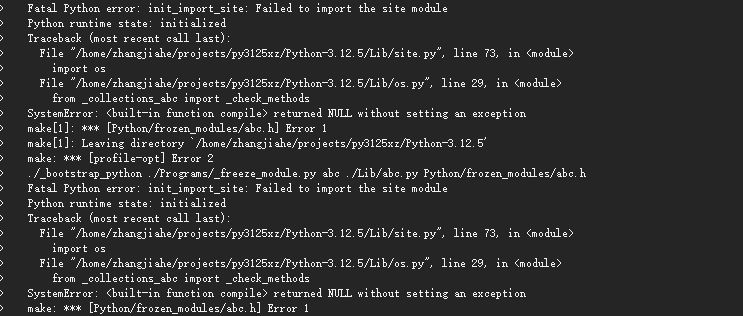 > Fatal Python error: init_import_site: Failed to import the site module
> Python runtime state: initialized
> Traceback (most recent call last):
>   File "/home/zhangjiahe/projects/py3125xz/Python-3.12.5/Lib/site.py", line 73, in <module>
>     import os
>   File "/home/zhangjiahe/projects/py3125xz/Python-3.12.5/Lib/os.py", line 29, in <module>
>     from _collections_abc import _check_methods
> SystemError: <built-in function compile> returned NULL without setting an exception
> make[1]: *** [Python/frozen_modules/abc.h] Error 1
> make[1]: Leaving directory `/home/zhangjiahe/projects/py3125xz/Python-3.12.5'
> make: *** [profile-opt] Error 2
> ./_bootstrap_python ./Programs/_freeze_module.py abc ./Lib/abc.py Python/frozen_modules/abc.h
> Fatal Python error: init_import_site: Failed to import the site module
> Python runtime state: initialized
> Traceback (most recent call last):
>   File "/home/zhangjiahe/projects/py3125xz/Python-3.12.5/Lib/site.py", line 73, in <module>
>     import os
>   File "/home/zhangjiahe/projects/py3125xz/Python-3.12.5/Lib/os.py", line 29, in <module>
>     from _collections_abc import _check_methods
> SystemError: <built-in function compile> returned NULL without setting an exception
> make: *** [Python/frozen_modules/abc.h] Error 1